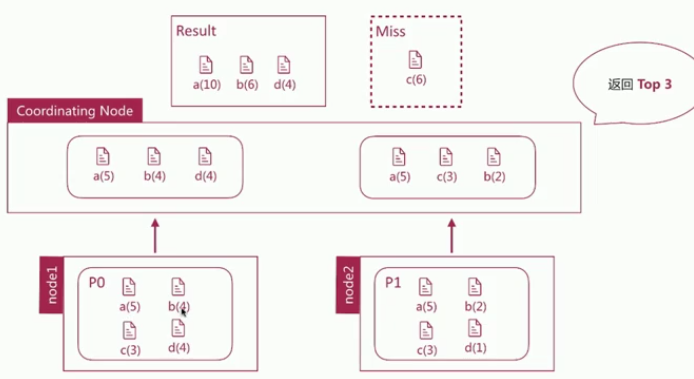 Result
a(10) b(6) d(4)
Miss
c(6)
返回 Top 3
Coordinating Node
a(5) b(4) d(4)
a(5) c(3) b(2)
node1
P0
a(5) b(4)
c(3) d(4)
node2
P1
a(5) b(2)
c(3) d(1)